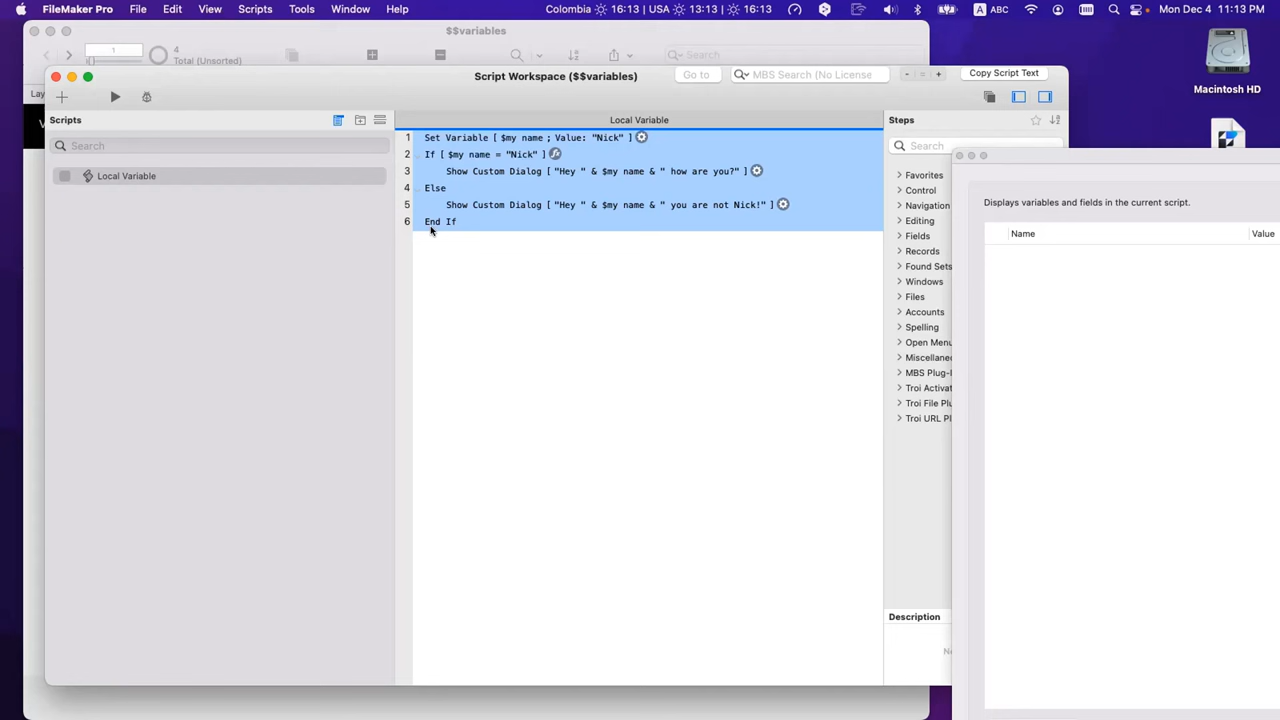 FileMaker Pro File Edit View Scripts Tools Window Help Colombia 16:13 | USA 13:13 | 16:13 ABC Mon Dec 4 11:13 PM
$$variables
1 4
Total (Unsorted)
Search
Script Workspace ($$variables) Go to MBS Search (No License - = + Copy Script Text
Lay
Scripts
Search
Local Variable
Local Variable
1 Set Variable [ $my name ; Value: "Nick" ]
2 If [ $my name = "Nick" ]
3 Show Custom Dialog [ "Hey " & $my name & " how are you?" ]
4 Else
5 Show Custom Dialog [ "Hey " & $my name & " you are not Nick!" ]
6 End If
Steps
Search
Favorites
Control
Navigation
Editing
Fields
Records
Found Sets
Windows
Files
Accounts
Spelling
Open Menu
Miscellane
MBS Plug-I
Troi Activat
Troi File Plu
Troi URL Pl
Description
Macintosh HD
Displays variables and fields in the current script.
Name Value